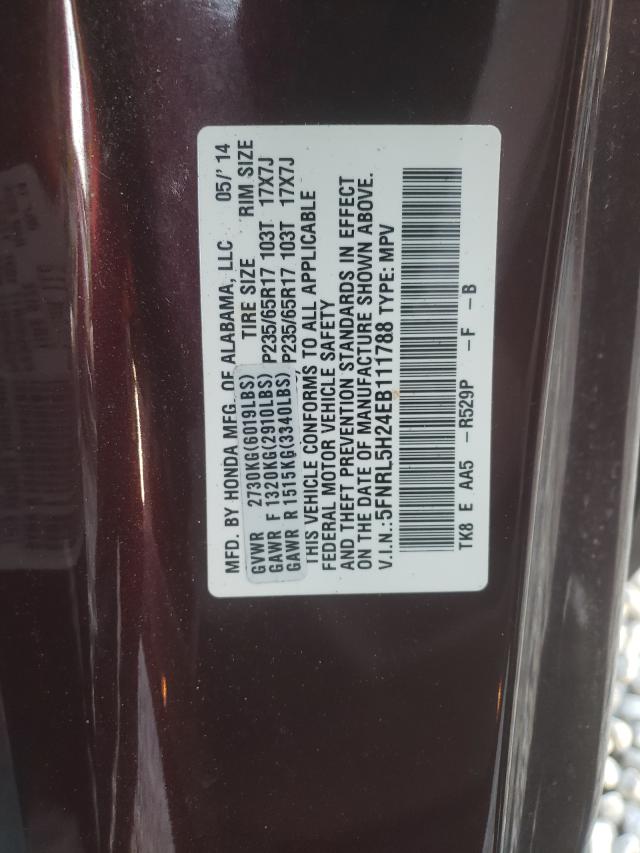 MFD. BY HONDA MFG. OF ALABAMA, LLC 05/'14
GVWR 2730KG(6019LBS) TIRE SIZE RIM SIZE
GAWR F 1320KG(2910LBS) P235/65R17 103T 17X7J
GAWR R 1515KG(3340LBS) P235/65R17 103T 17X7J
THIS VEHICLE CONFORMS TO ALL APPLICABLE
FEDERAL MOTOR VEHICLE SAFETY
AND THEFT PREVENTION STANDARDS IN EFFECT
ON THE DATE OF MANUFACTURE SHOWN ABOVE.
V.I.N.:5FNRL5H24EB111788 TYPE: MPV
TK8 E AA5 -R529P -F -B